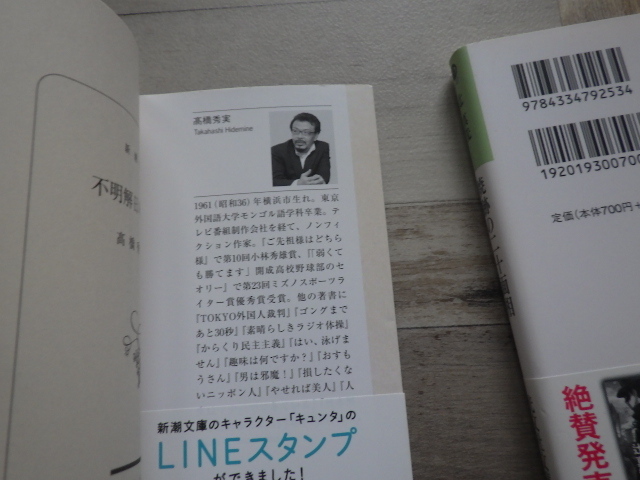 高橋秀実
Takahashi Hidemine
1961(昭和36)年横浜市生れ。東京
外国語大学モンゴル語学科卒業。テ
レビ番組制作会社を経て、ノンフィ
クション作家。『ご先祖様はどちら
様』で第10回小林秀雄賞、『「弱くて
も勝てます」開成高校野球部のセ
オリー』で第23回ミズノスポーツラ
イター賞優秀賞受賞。他の著書に
『TOKYO外国人裁判』『ゴングまで
あと30秒』『素晴らしきラジオ体操』
『からくり民主主義』『はい、泳げま
せん』『趣味は何ですか?』『おすも
うさん』『男は邪魔!』『損したくな
いニッポン人』『やせれば美人』『人
新潮文庫のキャラクター「キュンタ」の
LINEスタンプ
ができました!
不明解
高橋
9784334792534
192019300700
定価(本体700円+
絶賛発売